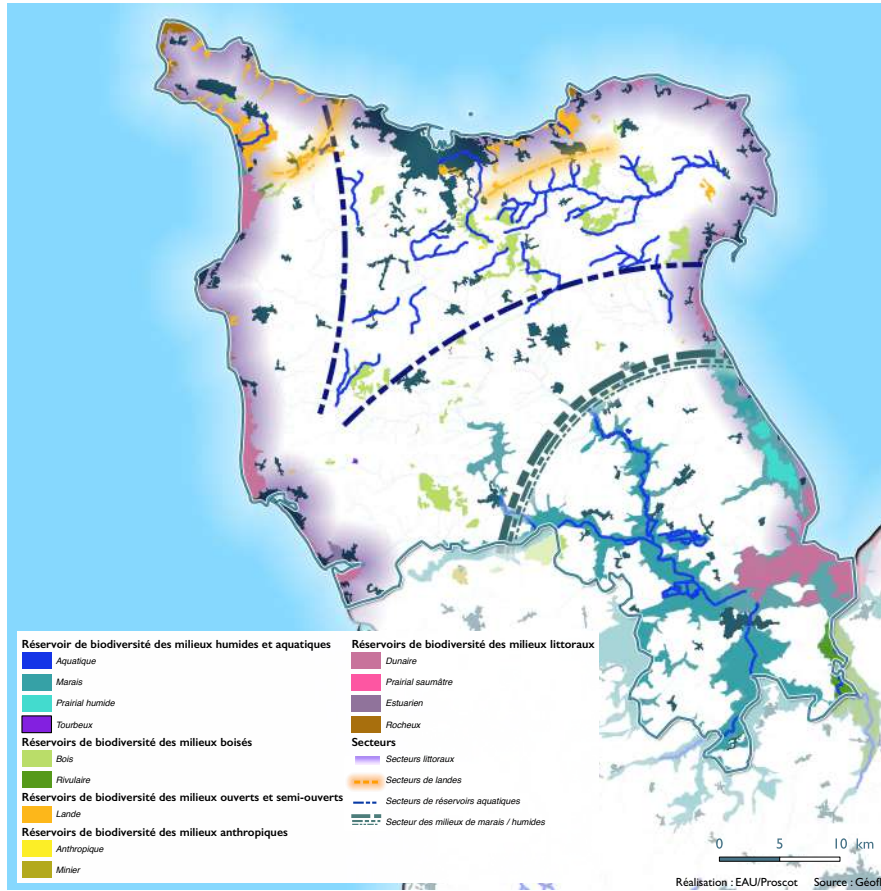 Réservoir de biodiversité des milieux humides et aquatiques
Aquatique
Marais
Prairial humide
Tourbeux
Réservoirs de biodiversité des milieux boisés
Bois
Rivulaire
Réservoirs de biodiversité des milieux ouverts et semi-ouverts
Lande
Réservoirs de biodiversité des milieux anthropiques
Anthropique
Minier
Réservoirs de biodiversité des milieux littoraux
Dunaire
Prairial saumâtre
Estuarien
Rocheux
Secteurs
Secteurs littoraux
Secteurs de landes
Secteurs de réservoirs aquatiques
Secteur des milieux de marais / humides
0 5 10 km
Réalisation : EAU/Proscot Source : Géofl